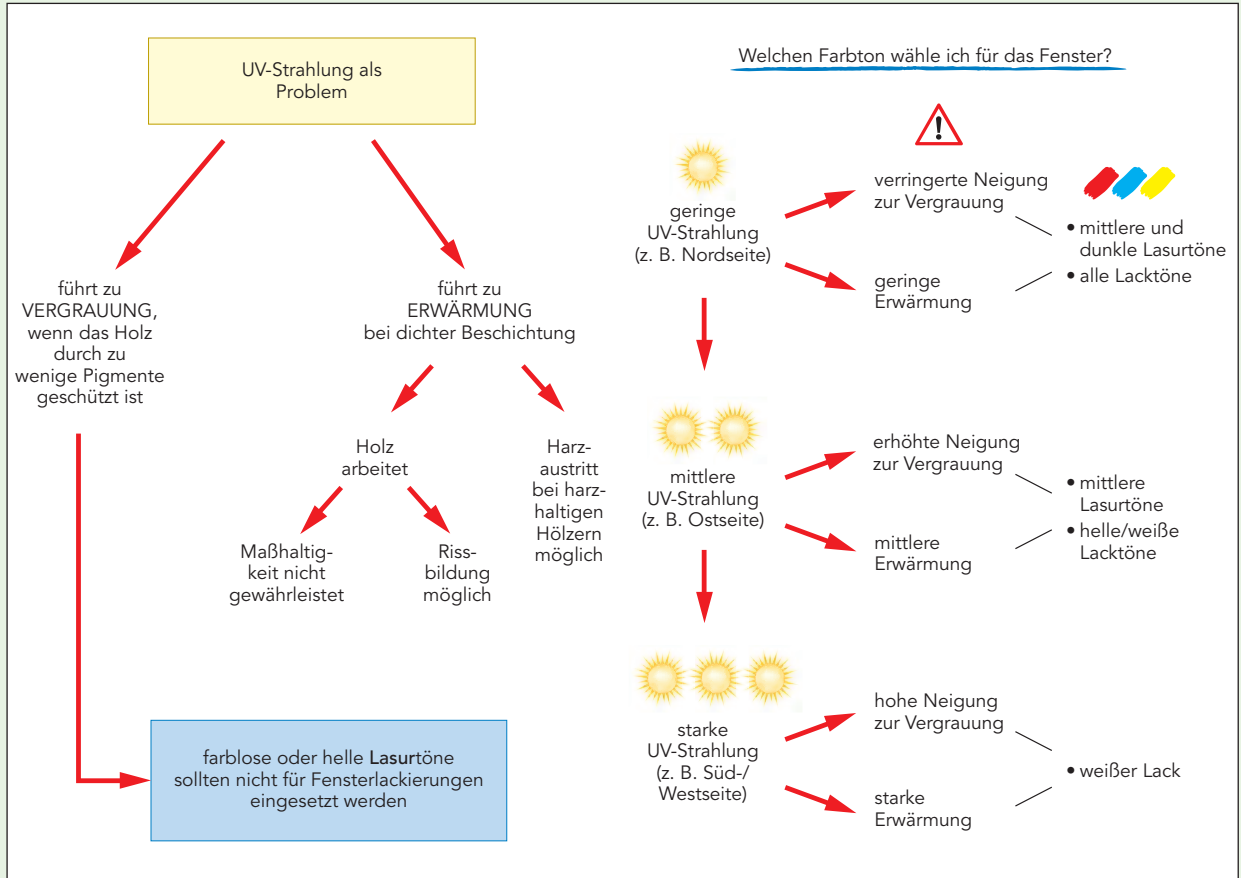 UV-Strahlung als
Problem
führt zu
VERGRAUUNG,
wenn das Holz
durch zu
wenige Pigmente
geschützt ist
führt zu
ERWÄRMUNG
bei dichter Beschichtung
Holz
arbeitet
Maßhaltig-
keit nicht
gewährleistet
Riss-
bildung
möglich
Harz-
austritt
bei harz-
haltigen
Hölzern
möglich
farblose oder helle Lasurtöne
sollten nicht für Fensterlackierungen
eingesetzt werden
Welchen Farbton wähle ich für das Fenster?
!
geringe
UV-Strahlung
(z. B. Nordseite)
verringerte Neigung
zur Vergrauung
geringe
Erwärmung
• mittlere und
dunkle Lasurtöne
• alle Lacktöne
mittlere
UV-Strahlung
(z. B. Ostseite)
erhöhte Neigung
zur Vergrauung
mittlere
Erwärmung
• mittlere
Lasurtöne
• helle/weiße
Lacktöne
starke
UV-Strahlung
(z. B. Süd-/
Westseite)
hohe Neigung
zur Vergrauung
starke
Erwärmung
• weißer Lack